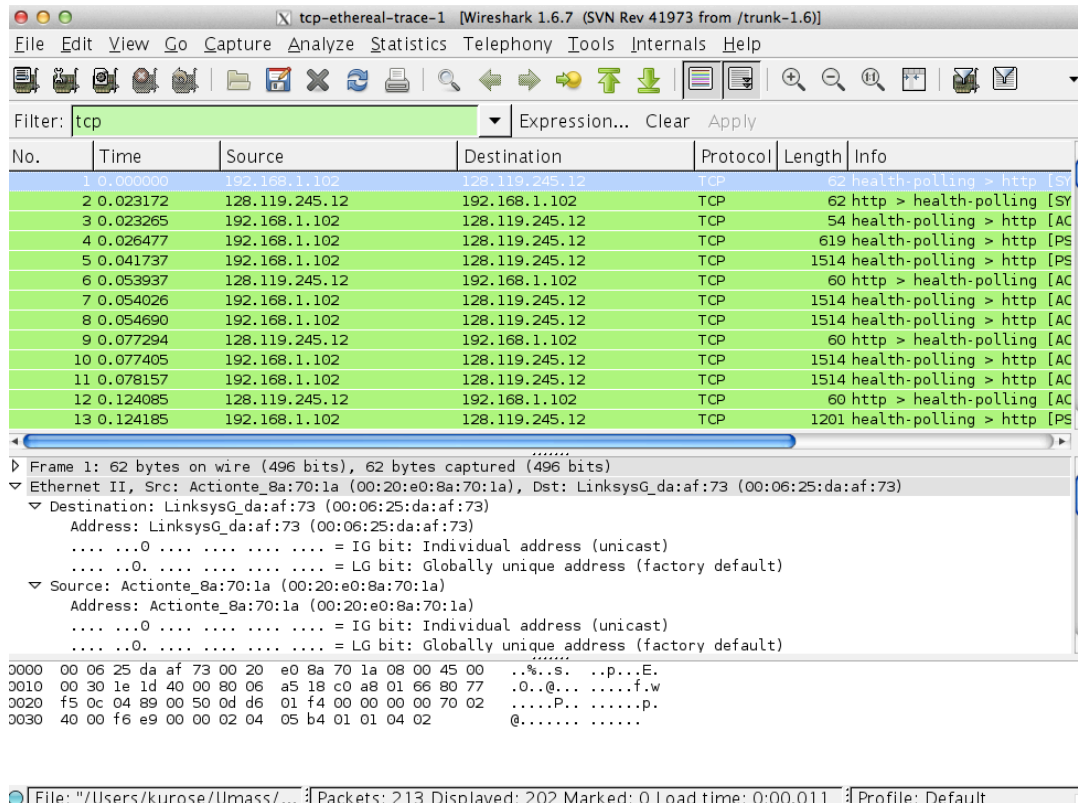 tcp-ethereal-trace-1 [Wireshark 1.6.7 (SVN Rev 41973 from /trunk-1.6)]
File Edit View Go Capture Analyze Statistics Telephony Tools Internals Help
Filter: tcp Expression... Clear Apply
No. Time Source Destination Protocol Length Info
1 0.000000 192.168.1.102 128.119.245.12 TCP 62 health-polling > http [SY
2 0.023172 128.119.245.12 192.168.1.102 TCP 62 http > health-polling [SY
3 0.023265 192.168.1.102 128.119.245.12 TCP 54 health-polling > http [AC
4 0.026477 192.168.1.102 128.119.245.12 TCP 619 health-polling > http [PS
5 0.041737 192.168.1.102 128.119.245.12 TCP 1514 health-polling > http [PS
6 0.053937 128.119.245.12 192.168.1.102 TCP 60 http > health-polling [AC
7 0.054026 192.168.1.102 128.119.245.12 TCP 1514 health-polling > http [AC
8 0.054690 192.168.1.102 128.119.245.12 TCP 1514 health-polling > http [AC
9 0.077294 128.119.245.12 192.168.1.102 TCP 60 http > health-polling [AC
10 0.077405 192.168.1.102 128.119.245.12 TCP 1514 health-polling > http [AC
11 0.078157 192.168.1.102 128.119.245.12 TCP 1514 health-polling > http [AC
12 0.124085 128.119.245.12 192.168.1.102 TCP 60 http > health-polling [AC
13 0.124185 192.168.1.102 128.119.245.12 TCP 1201 health-polling > http [PS
Frame 1: 62 bytes on wire (496 bits), 62 bytes captured (496 bits)
Ethernet II, Src: Actionte_8a:70:1a (00:20:e0:8a:70:1a), Dst: LinksysG_da:af:73 (00:06:25:da:af:73)
Destination: LinksysG_da:af:73 (00:06:25:da:af:73)
Address: LinksysG_da:af:73 (00:06:25:da:af:73)
.... ...0 .... .... .... .... = IG bit: Individual address (unicast)
.... ..0. .... .... .... .... = LG bit: Globally unique address (factory default)
Source: Actionte_8a:70:1a (00:20:e0:8a:70:1a)
Address: Actionte_8a:70:1a (00:20:e0:8a:70:1a)
.... ...0 .... .... .... .... = IG bit: Individual address (unicast)
.... ..0. .... .... .... .... = LG bit: Globally unique address (factory default)
0000 00 06 25 da af 73 00 20 e0 8a 70 1a 08 00 45 00 ..%..s. ..p...E.
0010 00 30 1e 1d 40 00 80 06 a5 18 c0 a8 01 66 80 77 .0..@... .....f.w
0020 f5 0c 04 89 00 50 0d d6 01 f4 00 00 00 00 70 02 .....P.. ......p.
0030 40 00 f6 e9 00 00 02 04 05 b4 01 01 04 02 @....... ......
File: "/Users/kurose/Umass/... Packets: 213 Displayed: 202 Marked: 0 Load time: 0:00.011 Profile: Default